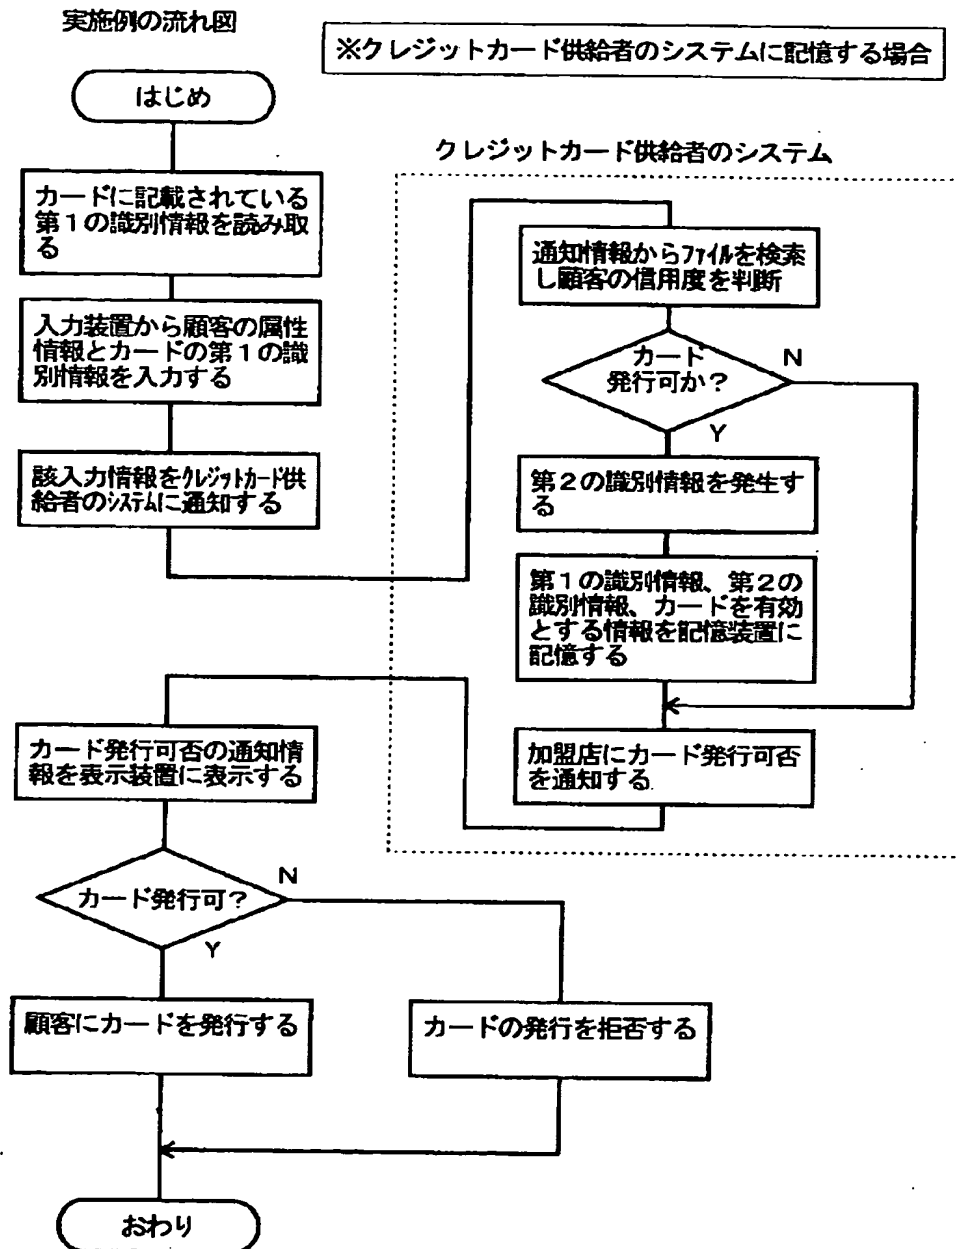 実施例の流れ図
※クレジットカード供給者のシステムに記憶する場合
はじめ
カードに記載されている
第1の識別情報を読み取
る
入力装置から顧客の属性
情報とカードの第1の識
別情報を入力する
該入力情報をクレジットカード供
給者のシステムに通知する
クレジットカード供給者のシステム
通知情報からファイルを検索
し顧客の信用度を判断
カード
発行可か？
N
Y
第2の識別情報を発生す
る
第1の識別情報、第2の
識別情報、カードを有効
とする情報を記憶装置に
記憶する
加盟店にカード発行可否
を通知する
カード発行可否の通知情
報を表示装置に表示する
カード発行可？
N
Y
顧客にカードを発行する
カードの発行を拒否する
おわり